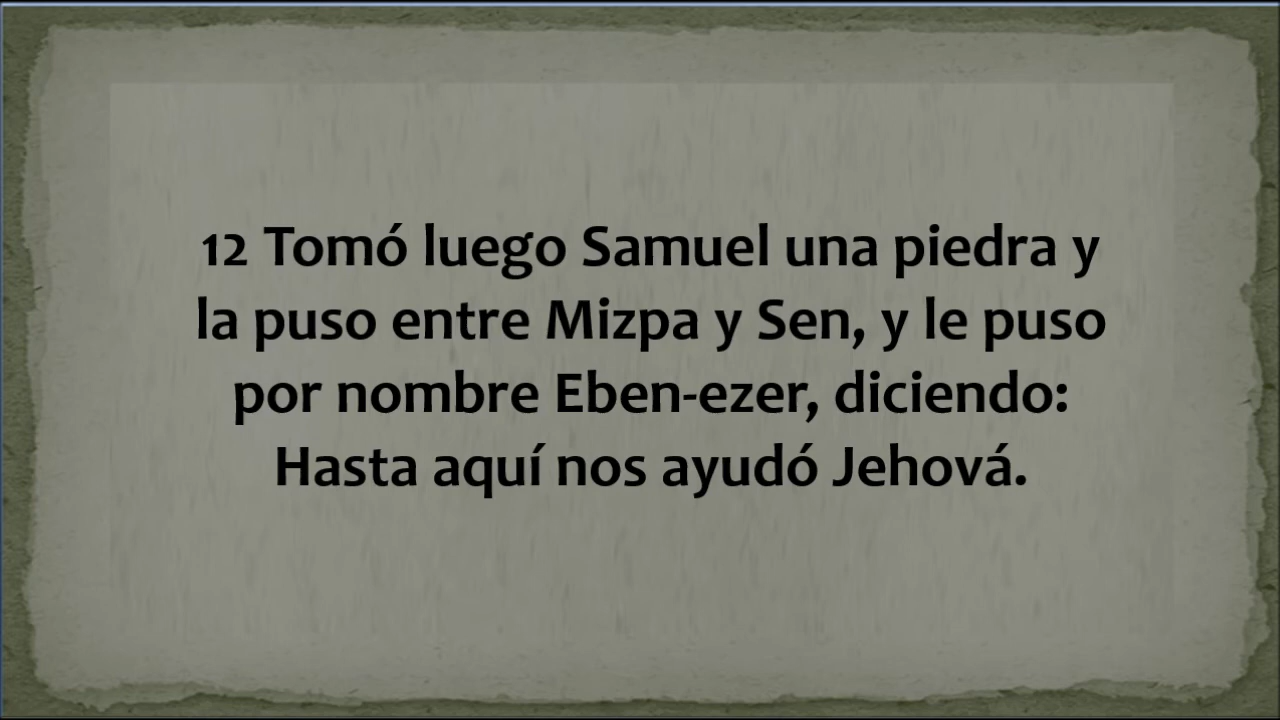 12 Tomó luego Samuel una piedra y
la puso entre Mizpa y Sen, y le puso
por nombre Eben-ezer, diciendo:
Hasta aquí nos ayudó Jehová.